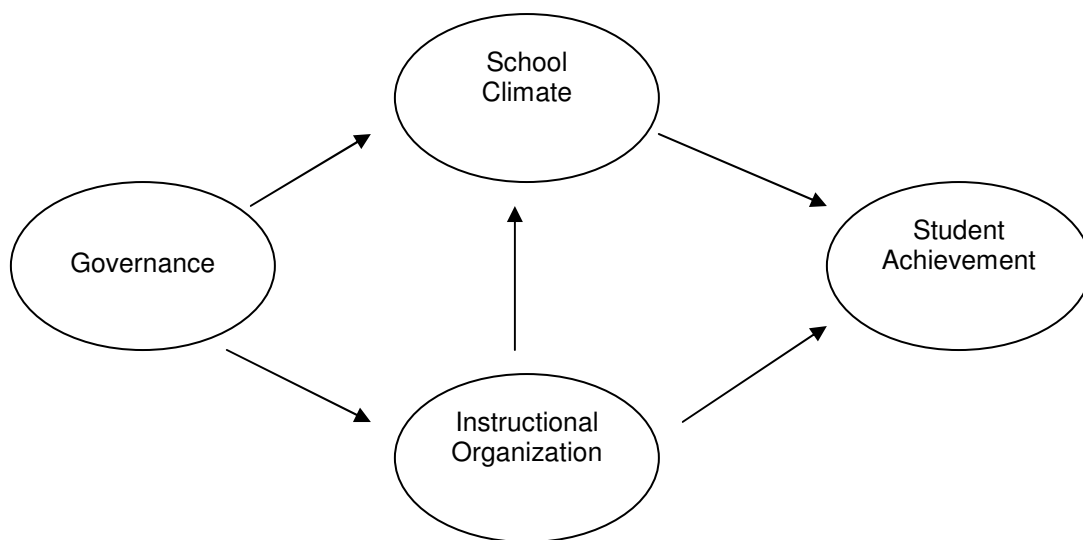 School
Climate
Governance
Student
Achievement
Instructional
Organization